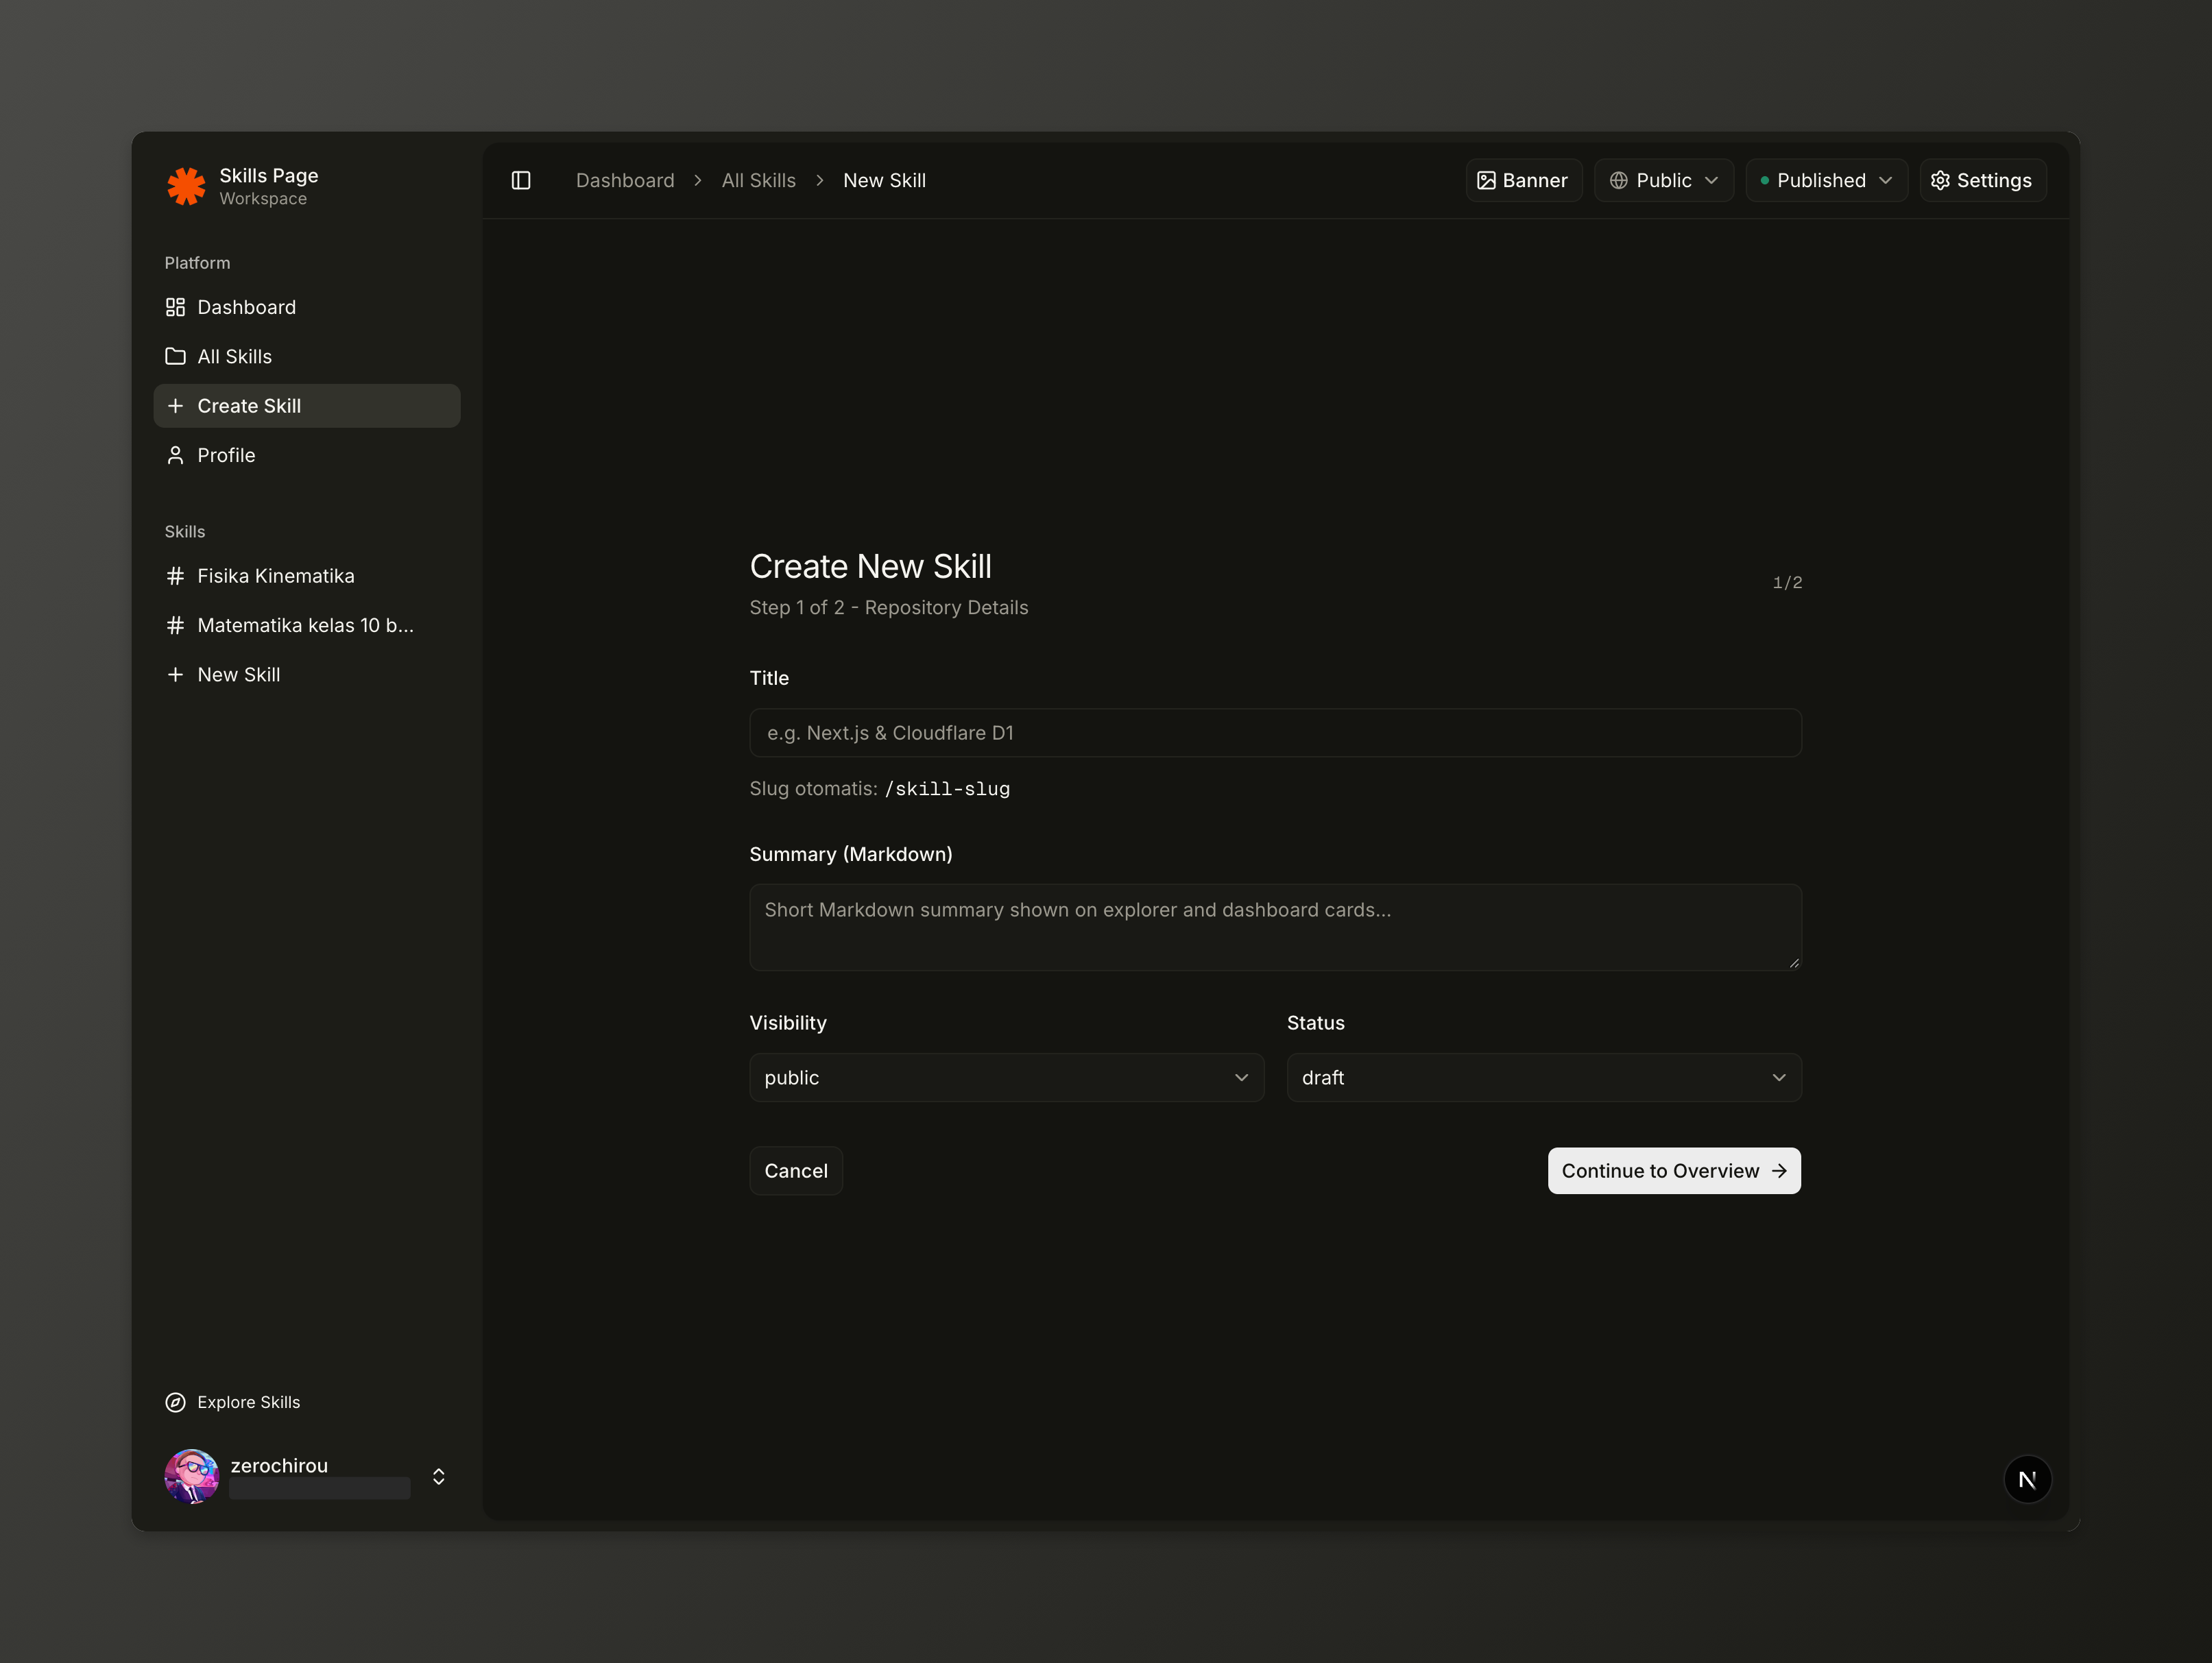 Skills Page
Workspace
Platform
Dashboard
All Skills
Create Skill
Profile
Skills
Fisika Kinematika
Matematika kelas 10 b...
New Skill
Explore Skills
zerochirou
Dashboard > All Skills > New Skill
Banner
Public
Published
Settings
Create New Skill
Step 1 of 2 - Repository Details
1/2
Title
e.g. Next.js & Cloudflare D1
Slug otomatis: /skill-slug
Summary (Markdown)
Short Markdown summary shown on explorer and dashboard cards...
Visibility
Status
public
draft
Cancel
Continue to Overview →
N